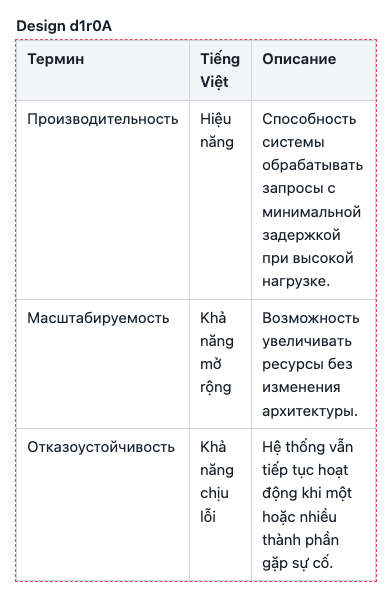 Design d1r0A
Термин
Tiếng
Việt
Описание
Производительность
Hiệu
năng
Способность
системы
обрабатывать
запросы с
минимальной
задержкой
при высокой
нагрузке.
Масштабируемость
Khả
năng
mở
rộng
Возможность
увеличивать
ресурсы без
изменения
архитектуры.
Отказоустойчивость
Khả
năng
chịu
lỗi
Hệ thống vẫn
tiếp tục hoạt
động khi một
hoặc nhiều
thành phần
gặp sự cố.